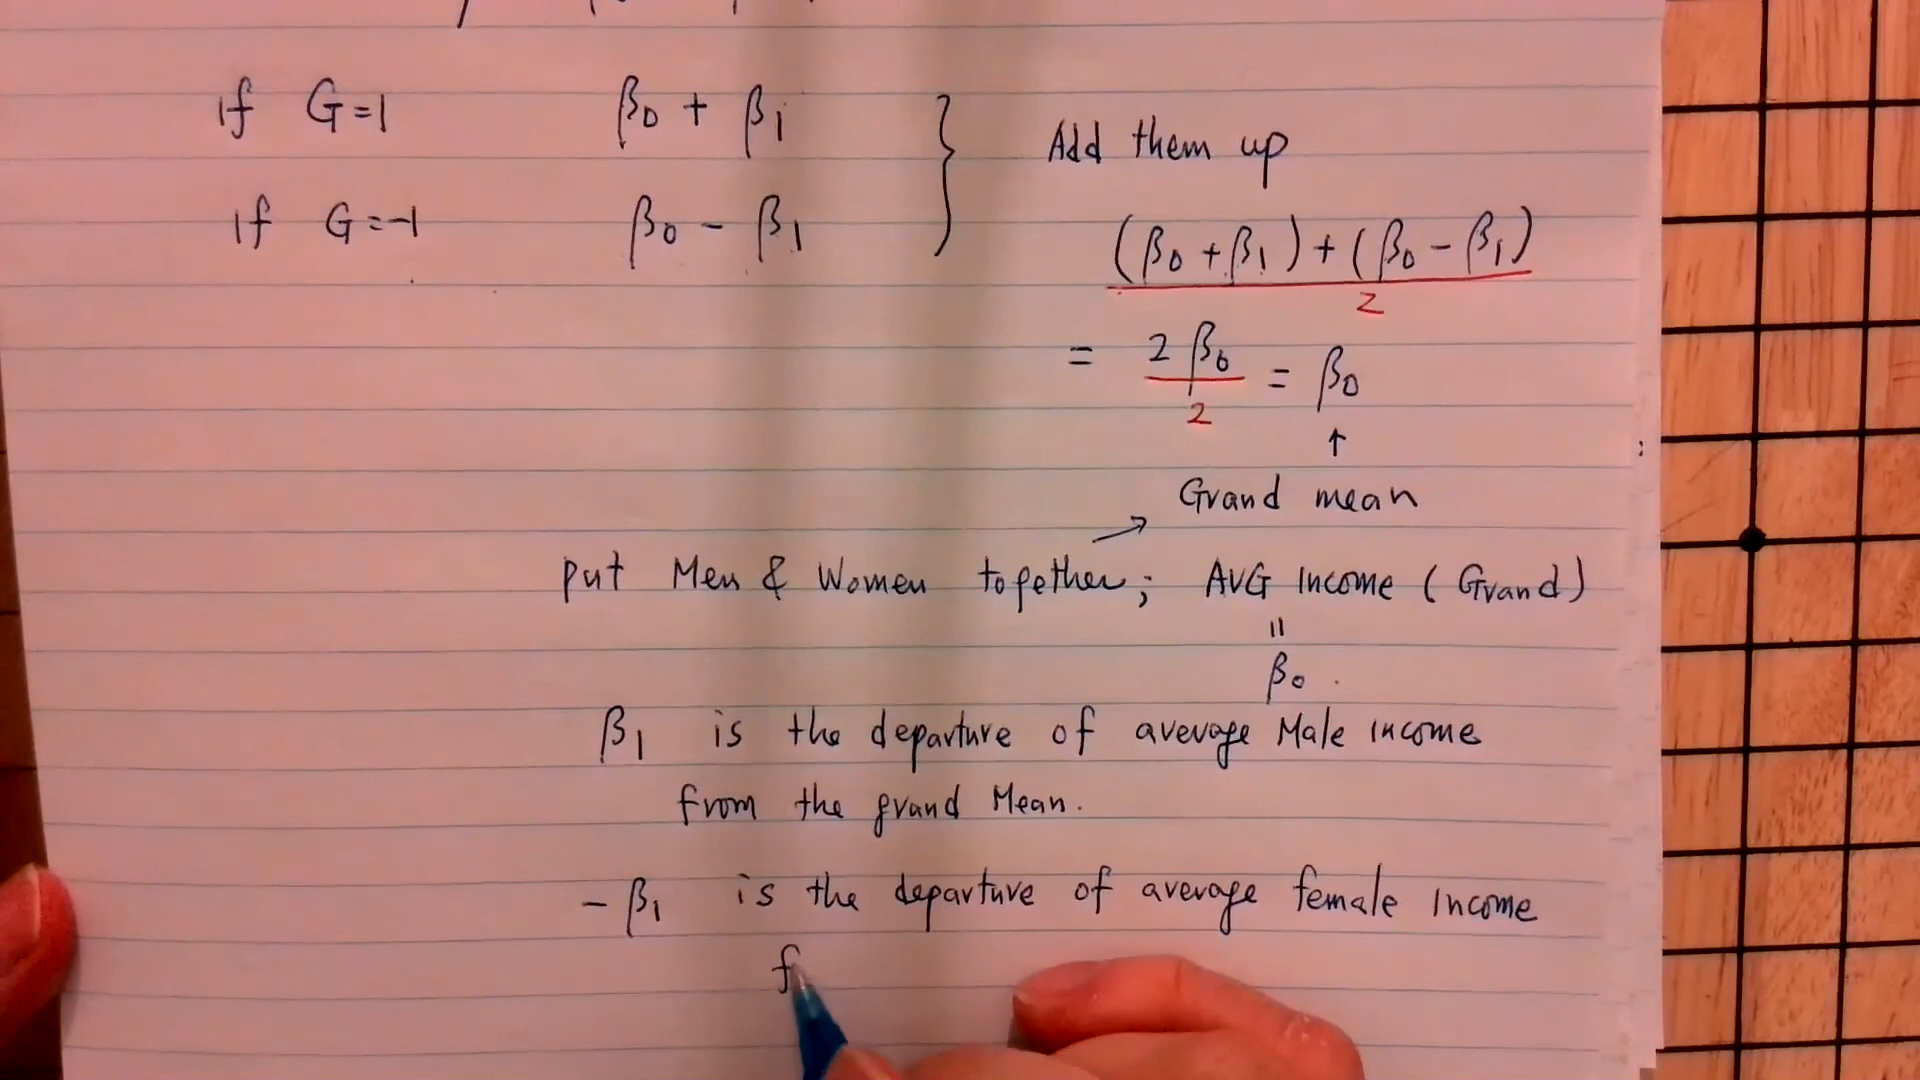 if G=1 β0 + β1
if G=-1 β0 - β1
Add them up
(β0 + β1) + (β0 - β1)
2
= 2β0 = β0
2
↑
Grand mean
put Men & Women together; AVG Income (Grand)
=
β0.
β1 is the departure of average Male income
from the grand Mean.
-β1 is the departure of average female Income
f